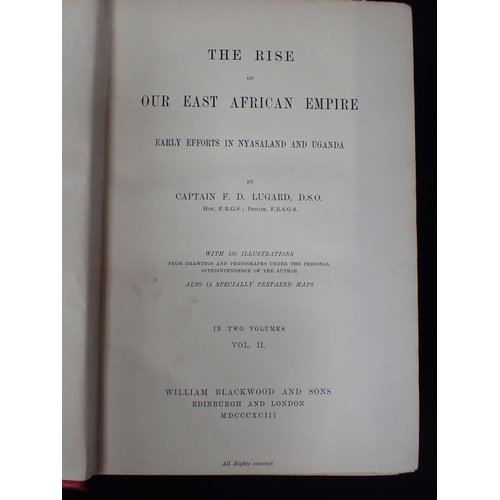 THE RISE
OF
OUR EAST AFRICAN EMPIRE
EARLY EFFORTS IN NYASALAND AND UGANDA
BY
CAPTAIN F. D. LUGARD, D.S.O.
HON. F.R.G.S.; DIPLOM. F.R.S.G.S.
WITH 130 ILLUSTRATIONS
FROM DRAWINGS AND PHOTOGRAPHS UNDER THE PERSONAL
SUPERINTENDENCE OF THE AUTHOR
ALSO 14 SPECIALLY PREPARED MAPS
IN TWO VOLUMES
VOL. II.
WILLIAM BLACKWOOD AND SONS
EDINBURGH AND LONDON
MDCCCXCIII
All Rights reserved.